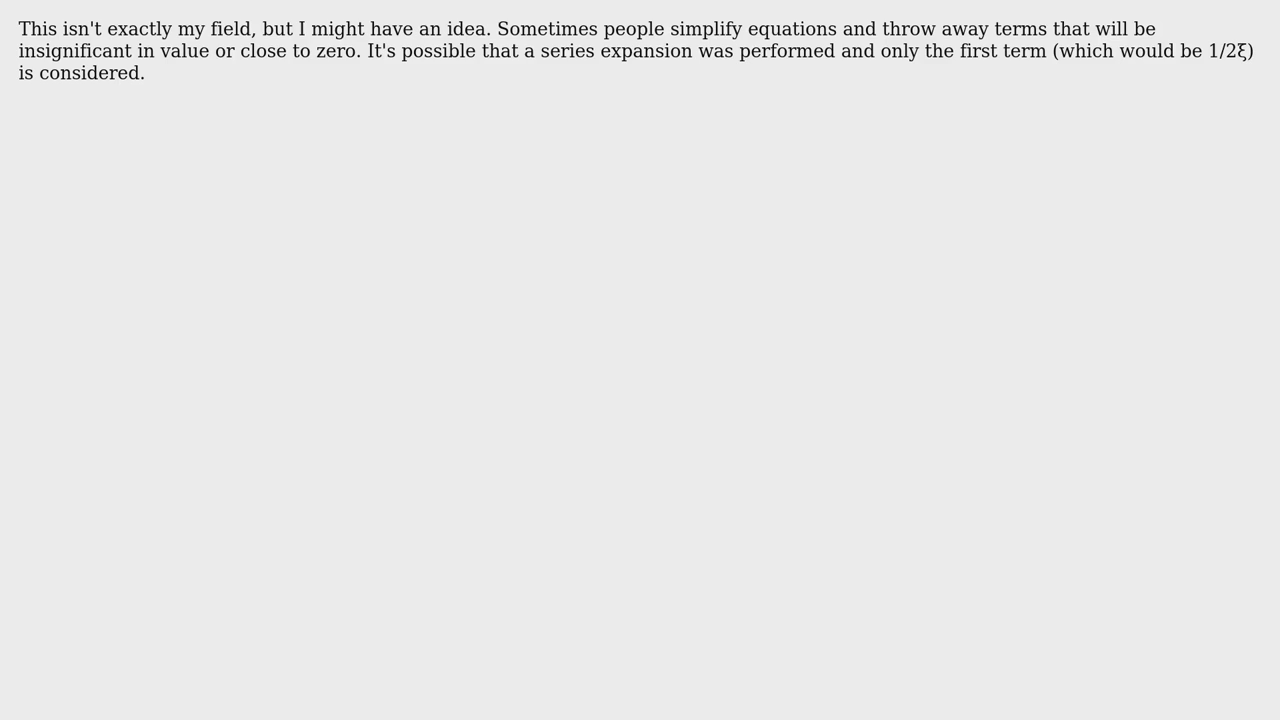 This isn't exactly my field, but I might have an idea. Sometimes people simplify equations and throw away terms that will be
insignificant in value or close to zero. It's possible that a series expansion was performed and only the first term (which would be 1/2ξ)
is considered.